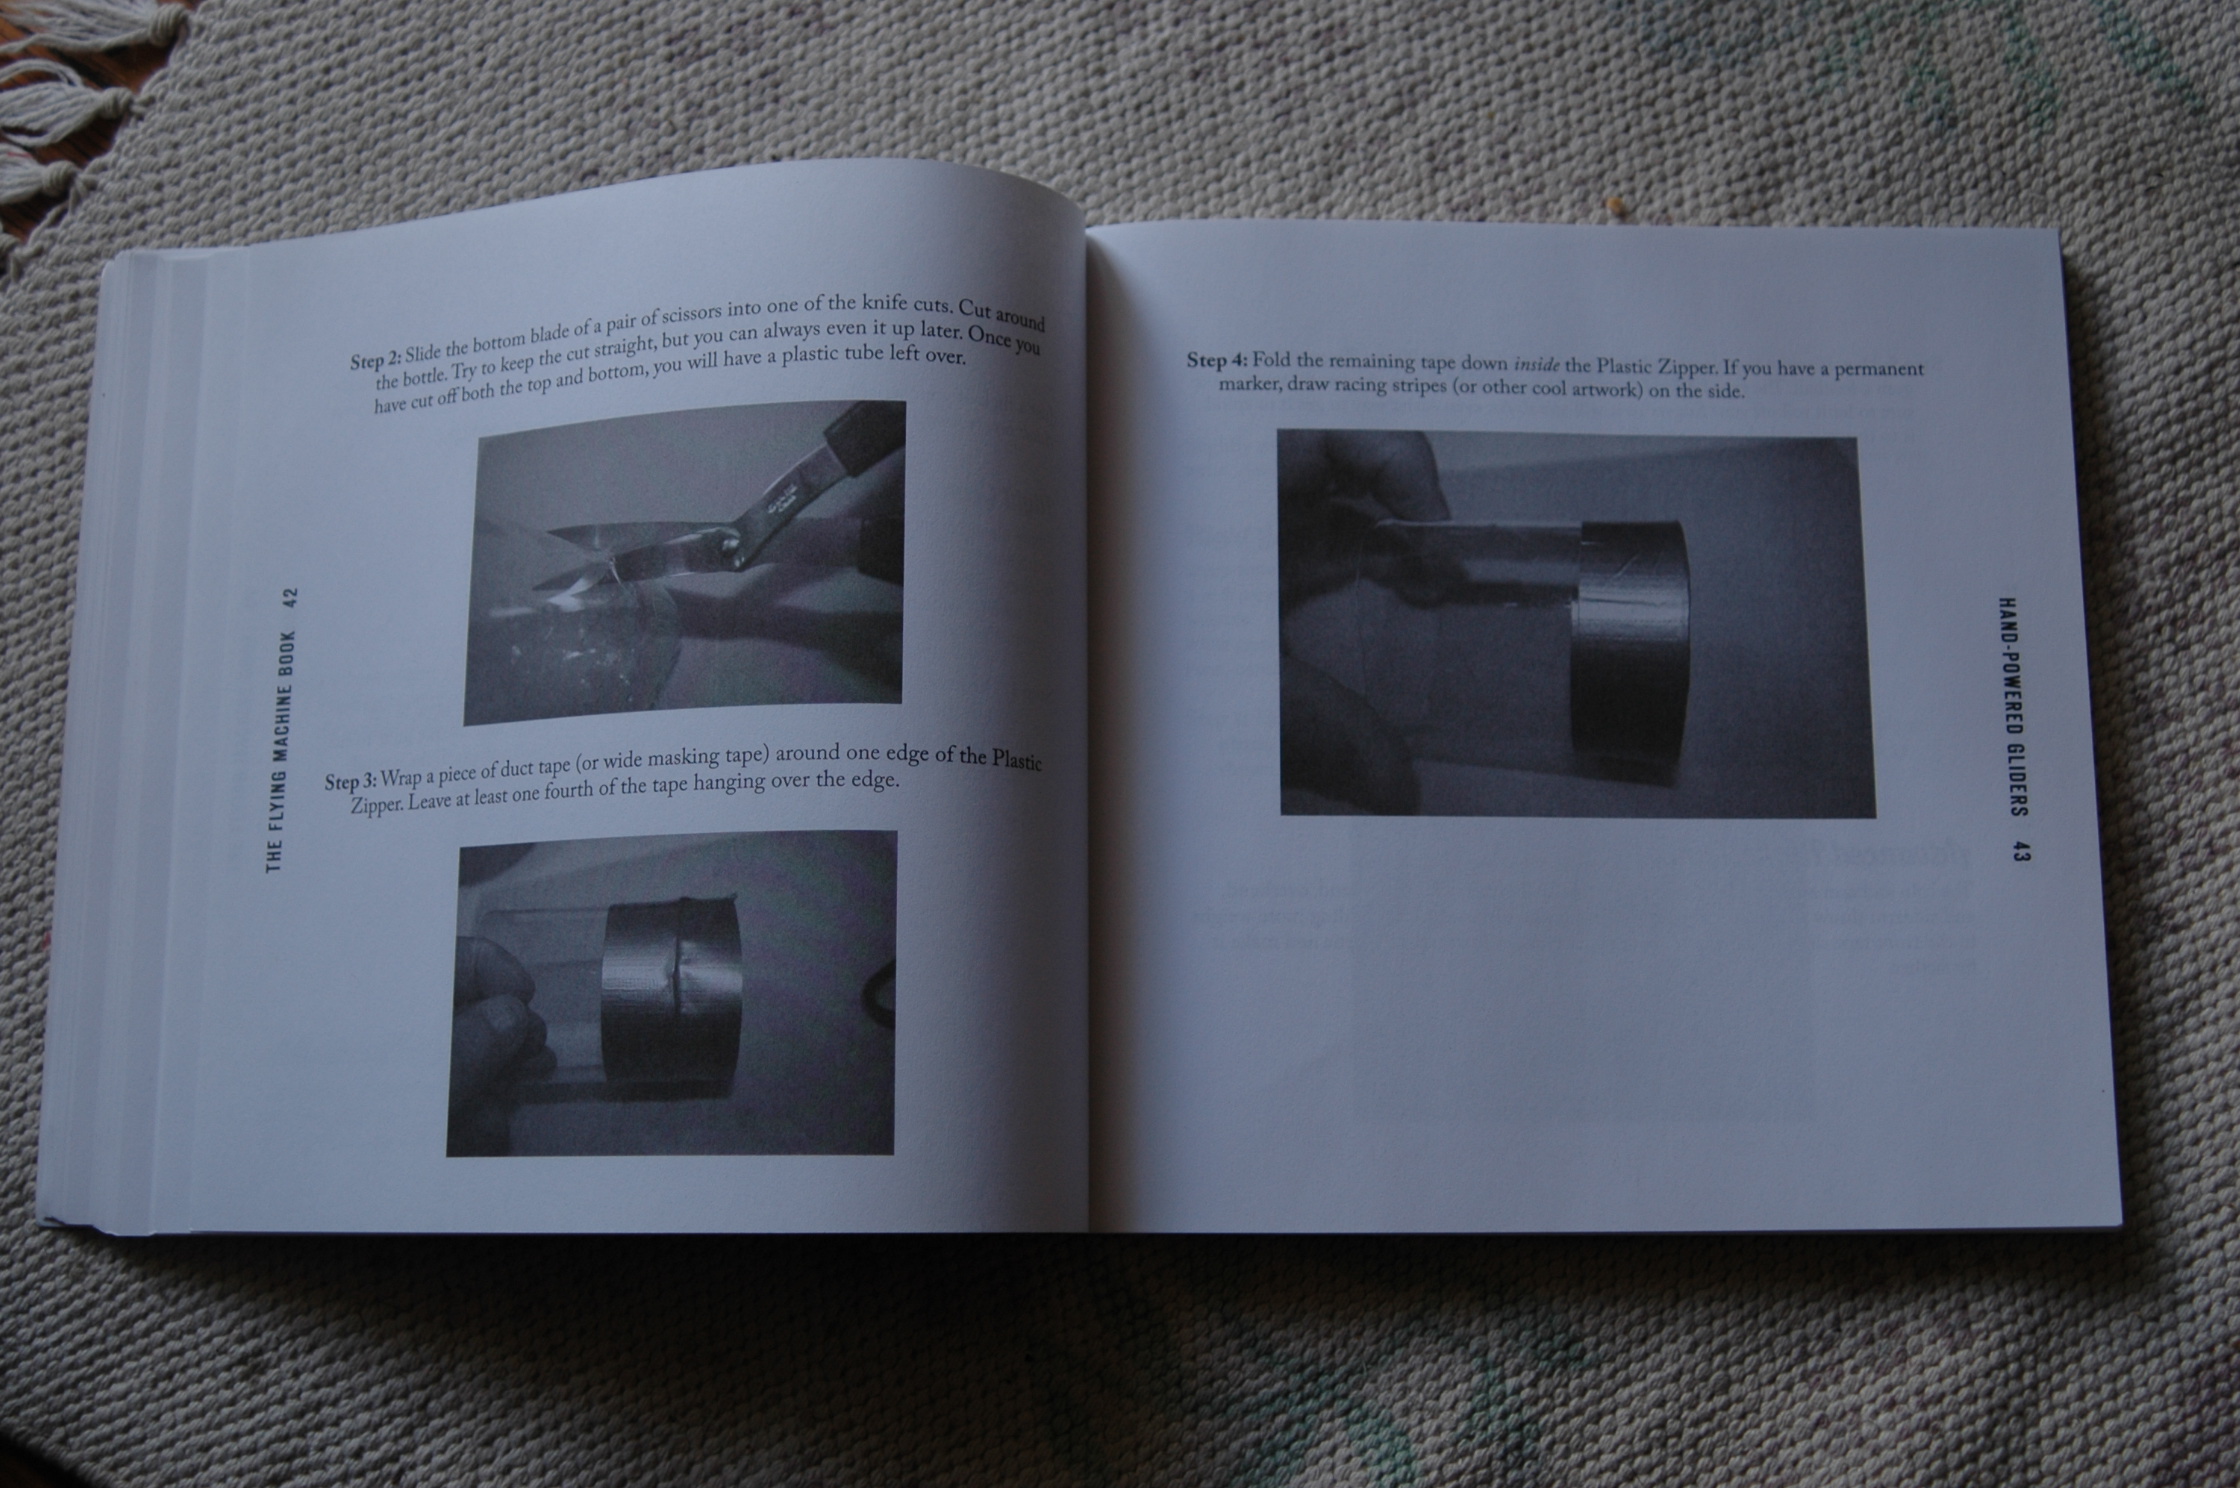 Step 2: Slide the bottom blade of a pair of scissors into one of the knife cuts. Cut around
the bottle. Try to keep the cut straight, but you can always even it up later. Once you
have cut off both the top and bottom, you will have a plastic tube left over.
Step 3: Wrap a piece of duct tape (or wide masking tape) around one edge of the Plastic
Zipper. Leave at least one fourth of the tape hanging over the edge.
THE FLYING MACHINE BOOK 42
Step 4: Fold the remaining tape down inside the Plastic Zipper. If you have a permanent
marker, draw racing stripes (or other cool artwork) on the side.
HAND-POWERED GLIDERS 43